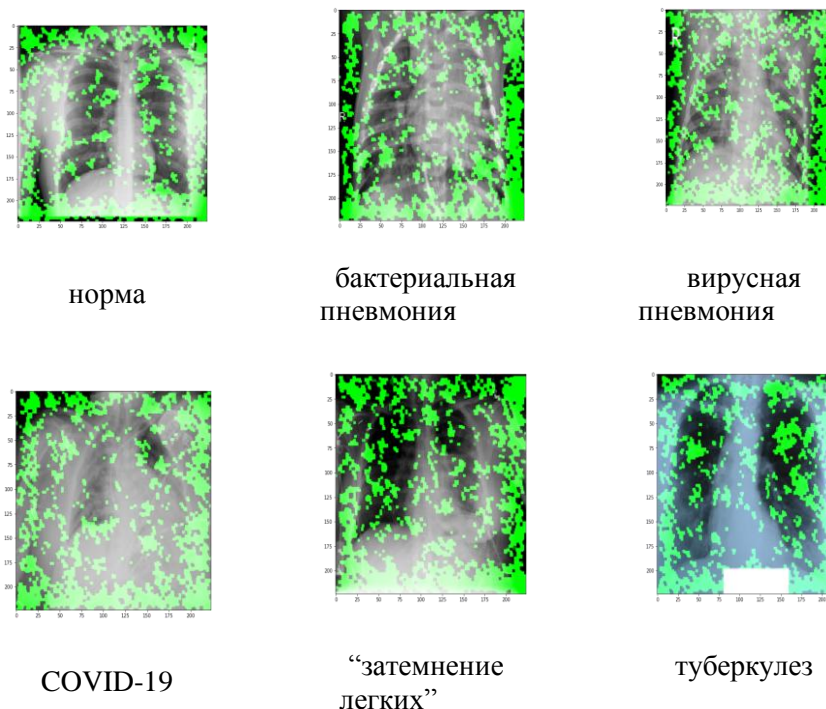 норма
бактериальная
пневмония
вирусная
пневмония
COVID-19
“затемнение
легких”
туберкулез